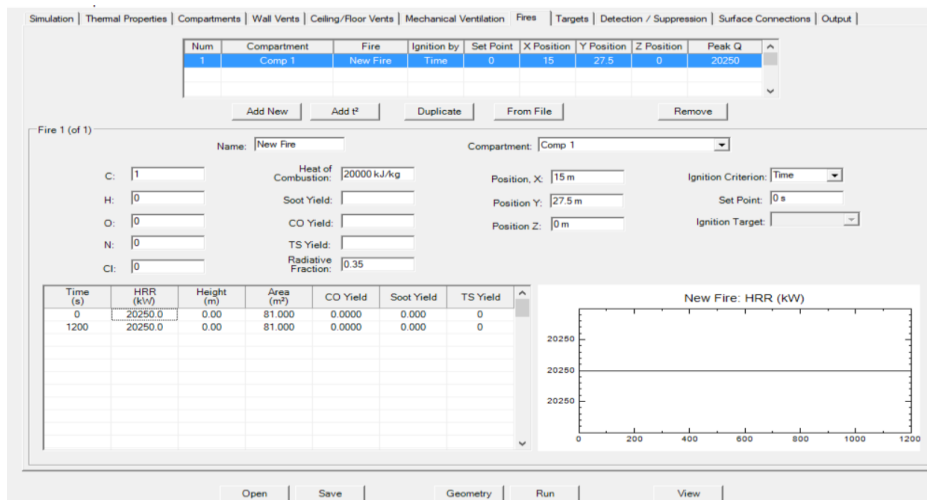 Simulation | Thermal Properties | Compartments | Wall Vents | Ceiling/Floor Vents | Mechanical Ventilation | Fires | Targets | Detection / Suppression | Surface Connections | Output |
Num Compartment Fire Ignition by Set Point X Position Y Position Z Position Peak Q
1 Comp 1 New Fire Time 0 15 27.5 0 20250
Add New Add t² Duplicate From File Remove
Fire 1 (of 1)
Name: New Fire Compartment: Comp 1
C: 1 Heat of Combustion: 20000 kJ/kg Position, X: 15 m Ignition Criterion: Time
H: 0 Soot Yield: Position Y: 27.5 m Set Point: 0 s
O: 0 CO Yield: Position Z: 0 m Ignition Target:
N: 0 TS Yield:
Cl: 0 Radiative Fraction: 0.35
Time (s) HRR (kW) Height (m) Area (m²) CO Yield Soot Yield TS Yield
0 20250.0 0.00 81.000 0.0000 0.000 0
1200 20250.0 0.00 81.000 0.0000 0.000 0
New Fire: HRR (kW)
20250
20250
20250
0 200 400 600 800 1000 1200
Open Save Geometry Run View